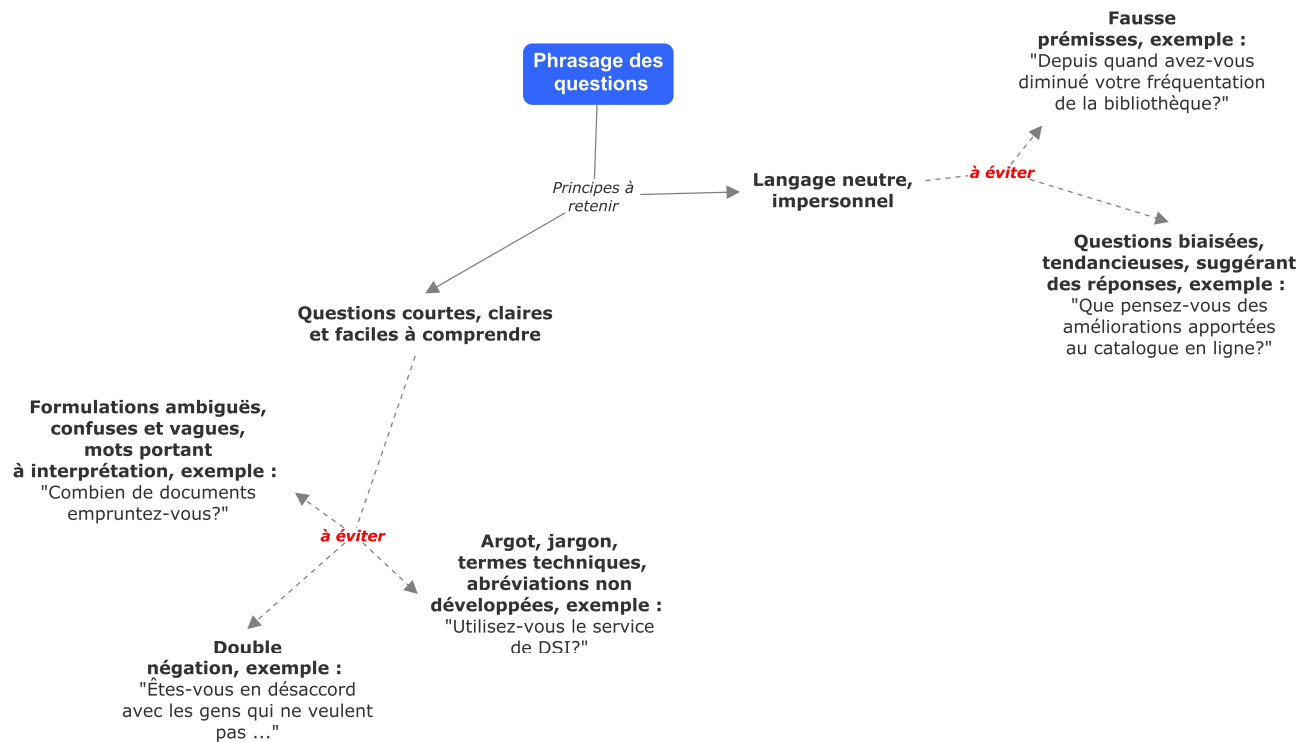 Phrasage des
questions
Principes à
retenir
Langage neutre,
impersonnel
à éviter
Fausse
prémisses, exemple :
"Depuis quand avez-vous
diminué votre fréquentation
de la bibliothèque?"
Questions biaisées,
tendancieuses, suggérant
des réponses, exemple :
"Que pensez-vous des
améliorations apportées
au catalogue en ligne?"
Questions courtes, claires
et faciles à comprendre
à éviter
Formulations ambiguës,
confuses et vagues,
mots portant
à interprétation, exemple :
"Combien de documents
empruntez-vous?"
Argot, jargon,
termes techniques,
abréviations non
développées, exemple :
"Utilisez-vous le service
de DSI?"
Double
négation, exemple :
"Êtes-vous en désaccord
avec les gens qui ne veulent
pas ..."